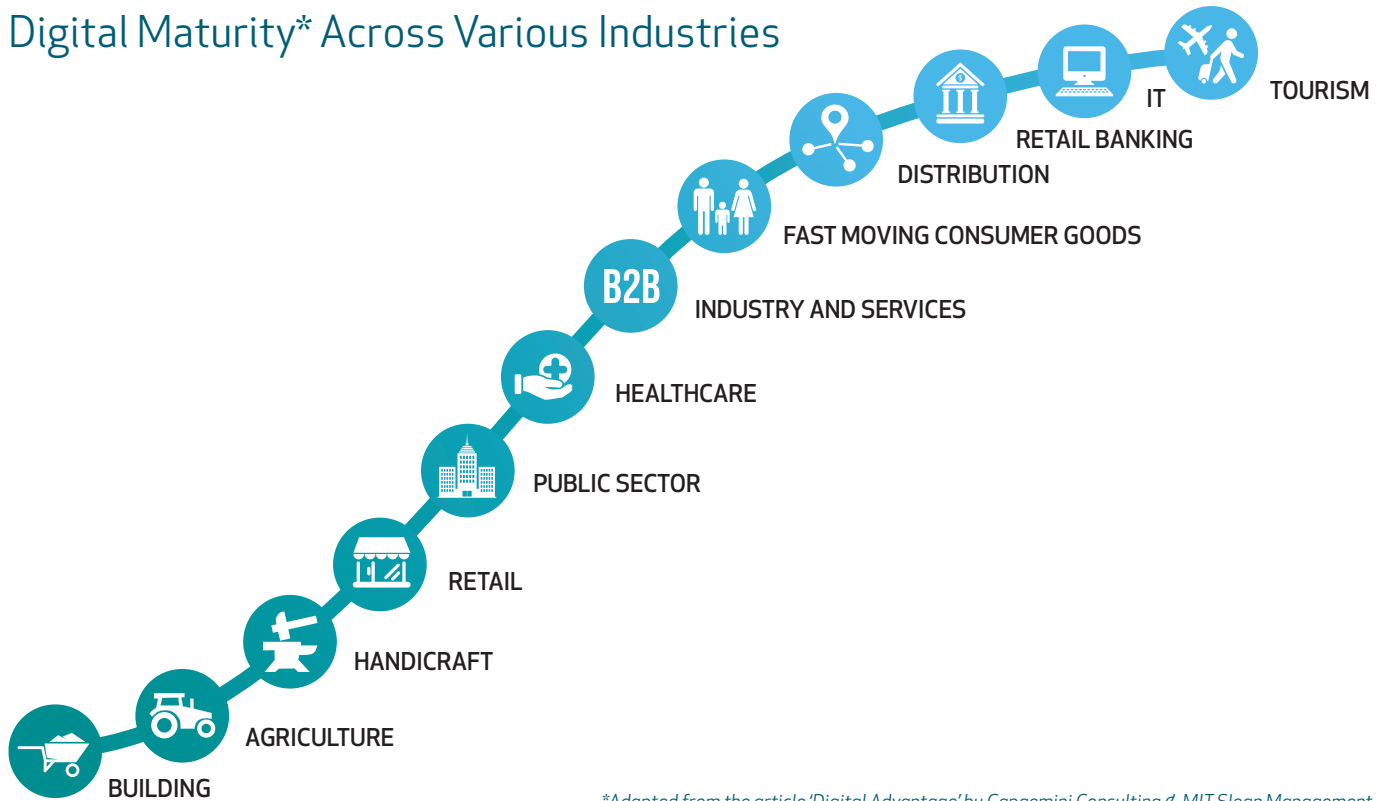 Digital Maturity* Across Various Industries
TOURISM
IT
RETAIL BANKING
DISTRIBUTION
FAST MOVING CONSUMER GOODS
B2B
INDUSTRY AND SERVICES
HEALTHCARE
PUBLIC SECTOR
RETAIL
HANDICRAFT
AGRICULTURE
BUILDING
*Adapted from the article 'Digital Advantage' by Capgemini Consulting & MIT Sloan Management